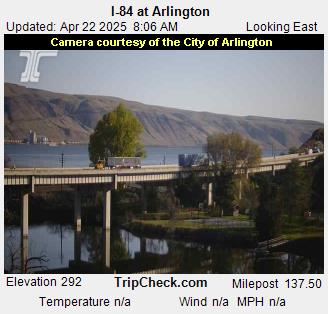 I-84 at Arlington
Updated: Apr 22 2025 8:06 AM Looking East
Camera courtesy of the City of Arlington
Elevation 292 TripCheck.com Milepost 137.50
Temperature n/a Wind n/a MPH n/a